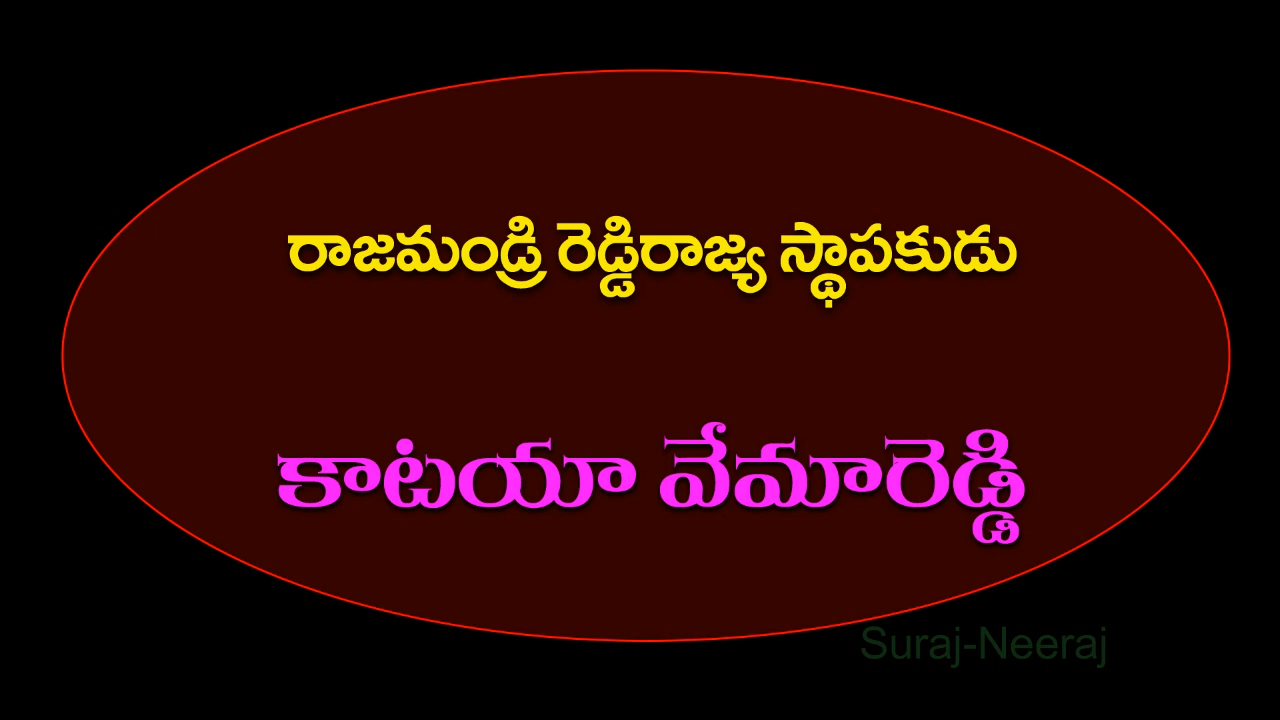 రాజమండ్రి రెడ్డిరాజ్య స్థాపకుడు
కాటయా వేమారెడ్డి
Suraj-Neeraj